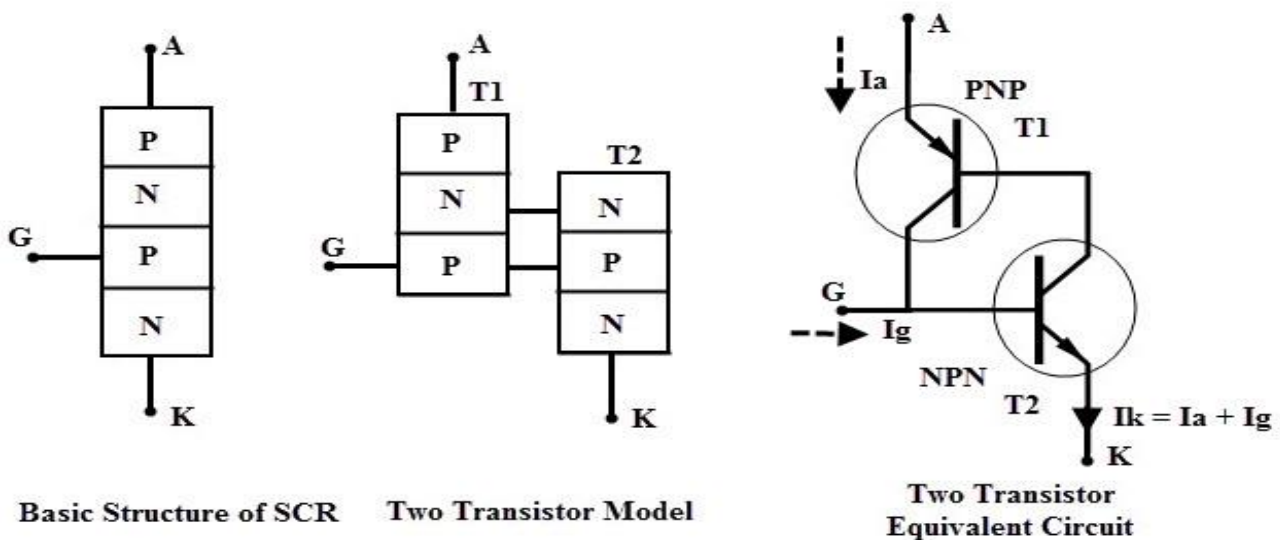 A
P
N
G
P
N
K
Basic Structure of SCR
A
T1
P
T2
N
N
G
P
P
N
K
Two Transistor Model
A
Ia
PNP
T1
G
Ig
NPN
T2
Ik = Ia + Ig
K
Two Transistor
Equivalent Circuit